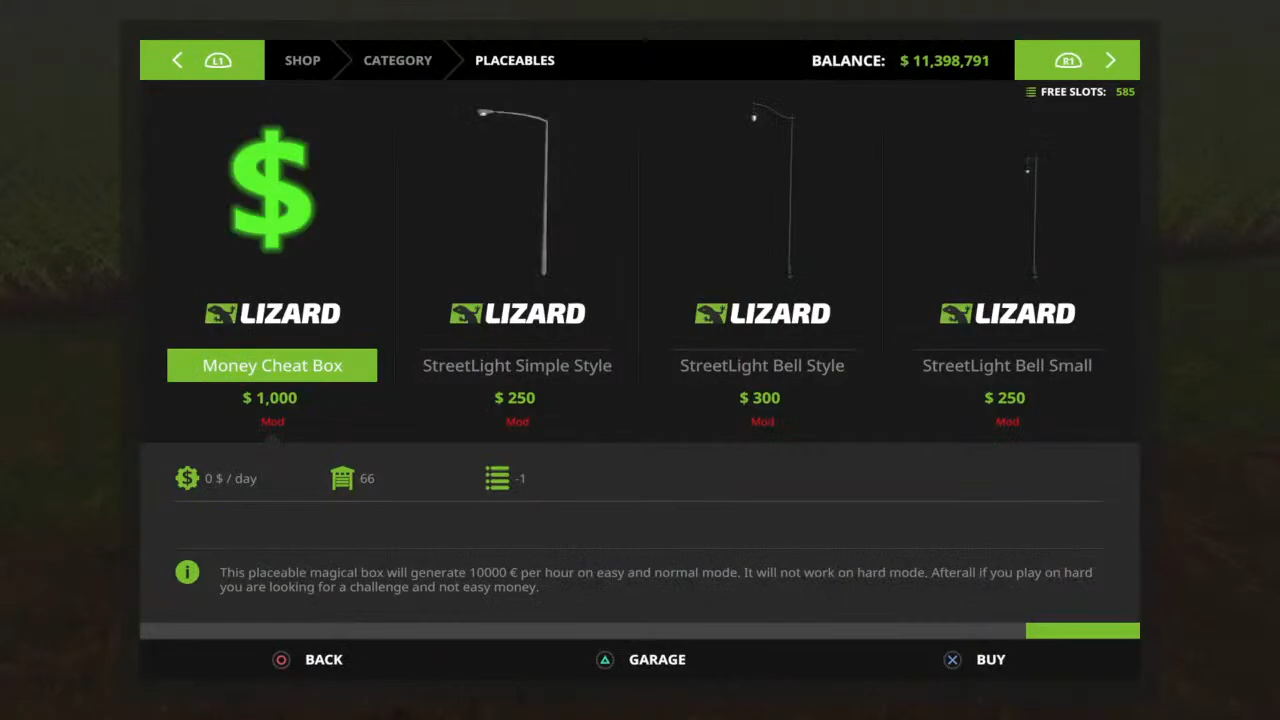 L1 SHOP CATEGORY PLACEABLES BALANCE: $ 11,398,791 R1
FREE SLOTS: 585
$
LIZARD LIZARD LIZARD LIZARD
Money Cheat Box StreetLight Simple Style StreetLight Bell Style StreetLight Bell Small
$ 1,000 $ 250 $ 300 $ 250
Mod Mod Mod Mod
$ 0 $ / day 66 -1
i This placeable magical box will generate 10000 € per hour on easy and normal mode. It will not work on hard mode. Afterall if you play on hard
you are looking for a challenge and not easy money.
BACK GARAGE BUY